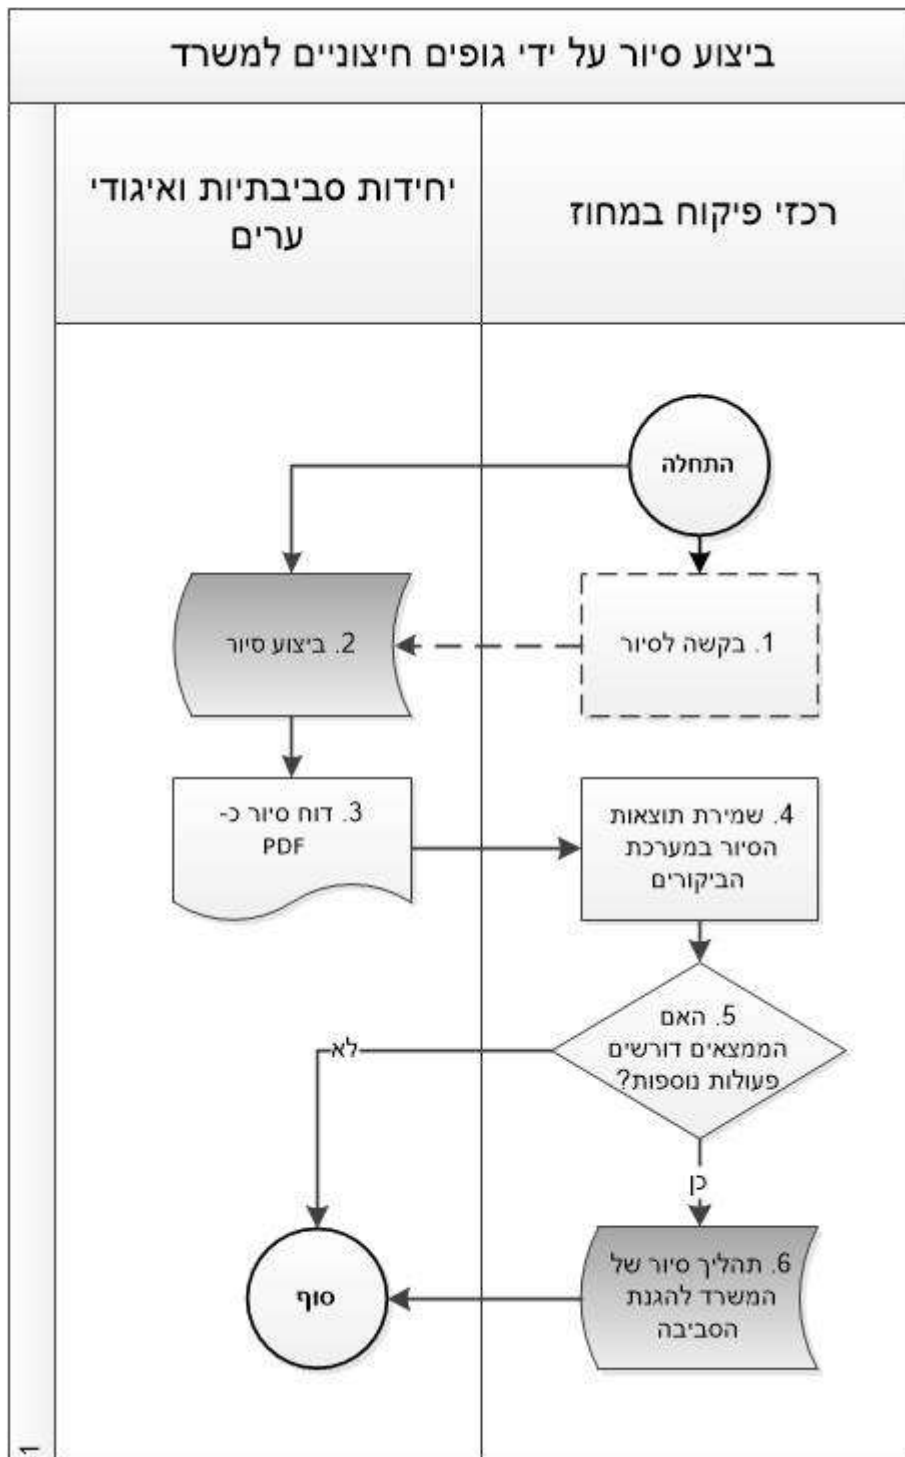 ביצוע סיור על ידי גופים חיצוניים למשרד
רכזי פיקוח במחוז
יחידות סביבתיות ואיגודי
ערים
התחלה
1. בקשה לסיור
2. ביצוע סיור
3. דוח סיור כ-
PDF
4. שמירת תוצאות
הסיור במערכת
הביקורים
5. האם
הממצאים דורשים
פעולות נוספות?
לא
כן
6. תהליך סיור של
המשרד להגנת
הסביבה
סוף
1